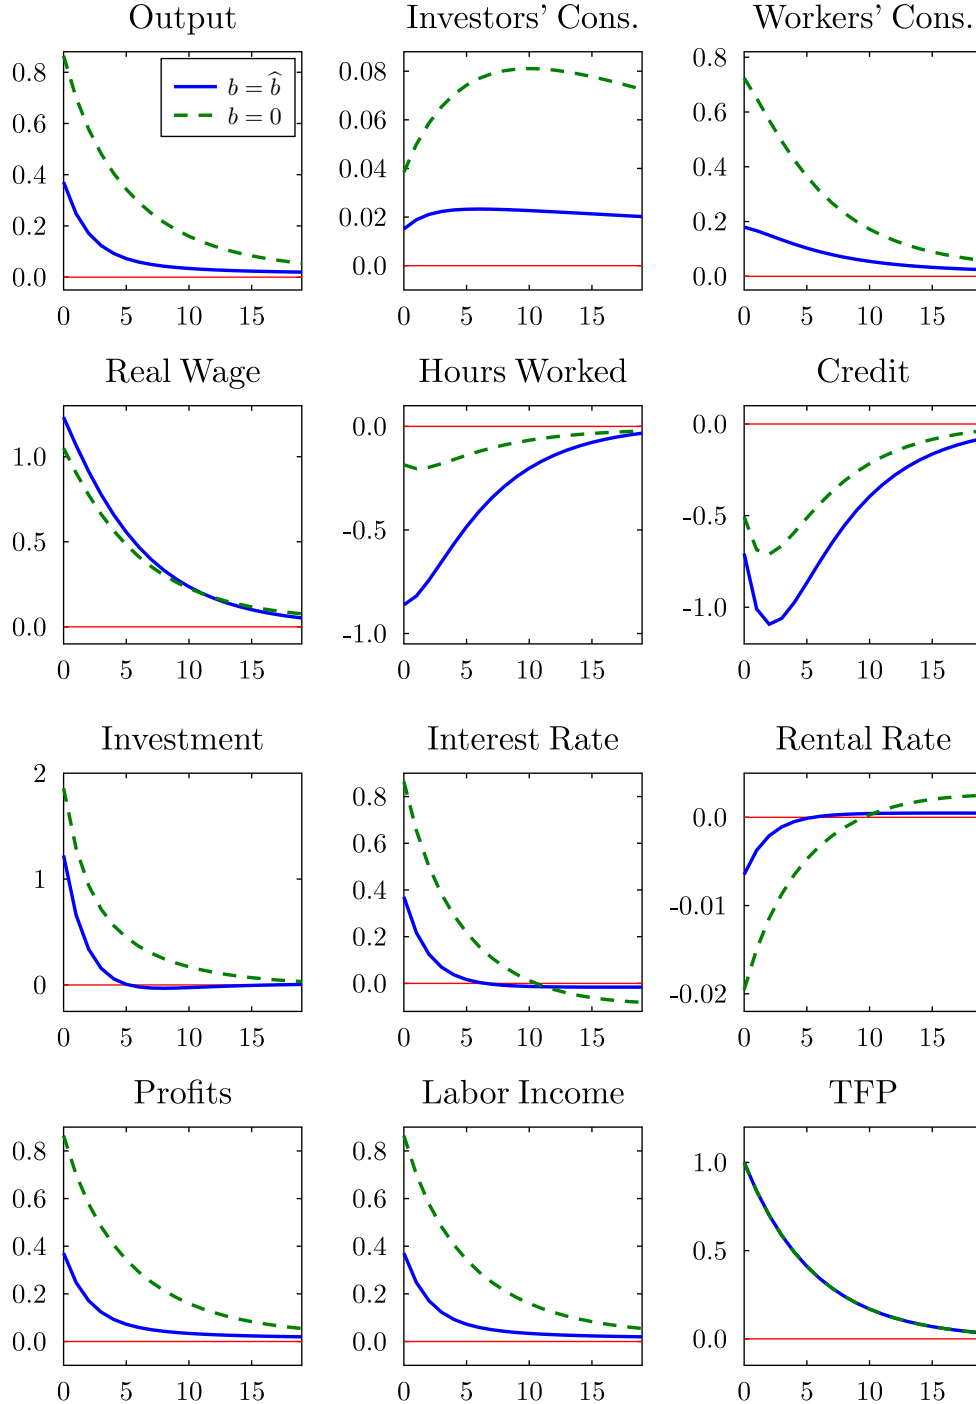 Output Investors’ Cons. Workers’ Cons.
0.8 0.08 0.8
b = b̂
b = 0
0.6 0.06 0.6
0.4 0.04 0.4
0.2 0.02 0.2
0.0 0.0 0.0
0 5 10 15 0 5 10 15 0 5 10 15
Real Wage Hours Worked Credit
1.0 0.0 0.0
0.5 -0.5 -0.5
0.0 -1.0 -1.0
0 5 10 15 0 5 10 15 0 5 10 15
Investment Interest Rate Rental Rate
2 0.8 0.0
0.6
1 0.4 -0.01
0.2
0 0.0 -0.02
0 5 10 15 0 5 10 15 0 5 10 15
Profits Labor Income TFP
0.8 0.8 1.0
0.6 0.6
0.4 0.4 0.5
0.2 0.2
0.0 0.0 0.0
0 5 10 15 0 5 10 15 0 5 10 15